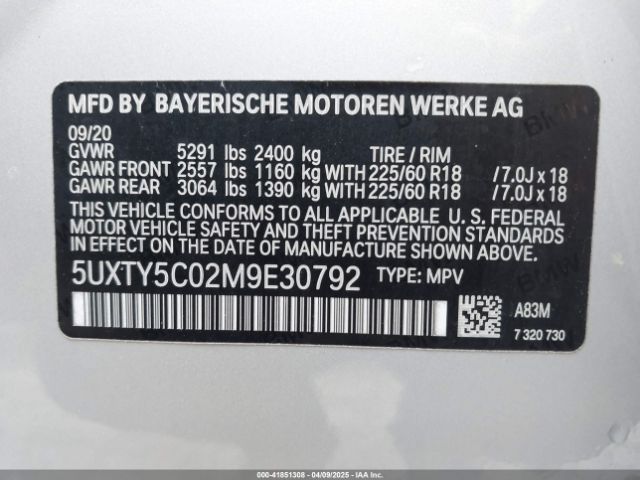 MFD BY BAYERISCHE MOTOREN WERKE AG
09/20
GVWR 5291 lbs 2400 kg TIRE / RIM
GAWR FRONT 2557 lbs 1160 kg WITH 225/60 R18 / 7.0J x 18
GAWR REAR 3064 lbs 1390 kg WITH 225/60 R18 / 7.0J x 18
THIS VEHICLE CONFORMS TO ALL APPLICABLE U. S. FEDERAL
MOTOR VEHICLE SAFETY AND THEFT PREVENTION STANDARDS
IN EFFECT ON THE DATE OF MANUFACTURE SHOWN ABOVE.
5UXTY5C02M9E30792 TYPE: MPV
A83M
7 320 730
000-41851308 - 04/09/2025 - IAAI.COM